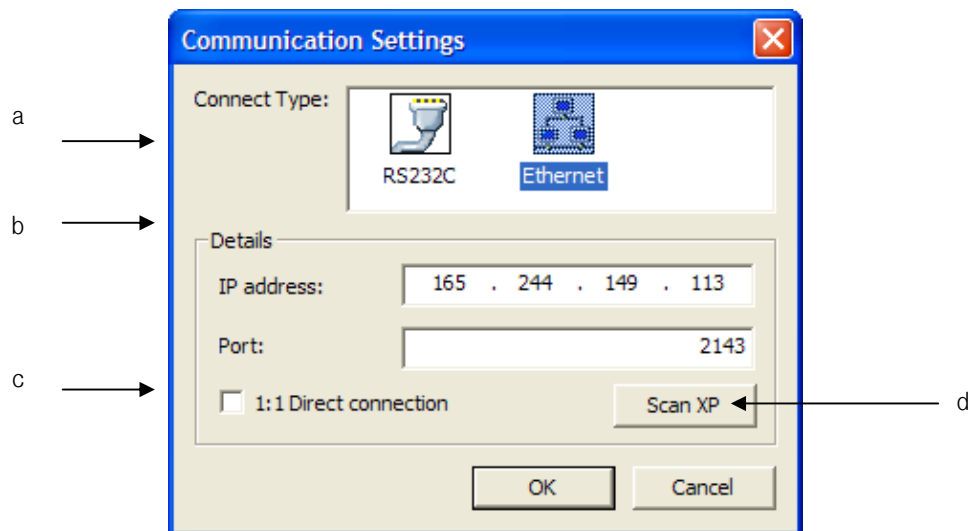 Communication Settings
Connect Type:
RS232C
Ethernet
a
b
Details
IP address:
165 . 244 . 149 . 113
Port:
2143
c
1:1 Direct connection
Scan XP
d
OK
Cancel